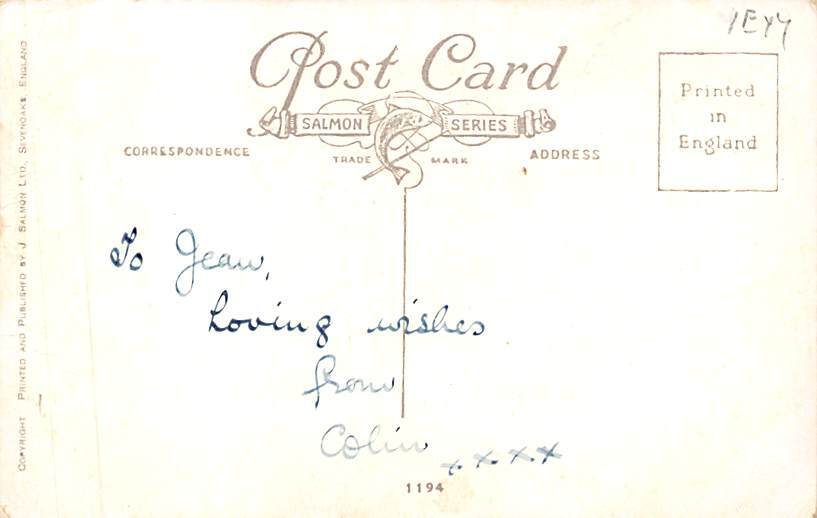 1EYY
Post Card
SALMON SERIES
TRADE MARK
CORRESPONDENCE
ADDRESS
Printed
in
England
COPYRIGHT PRINTED AND PUBLISHED BY J. SALMON LTD., SEVENOAKS, ENGLAND
To Jean,
Loving wishes
from
Colin x x x x
1194